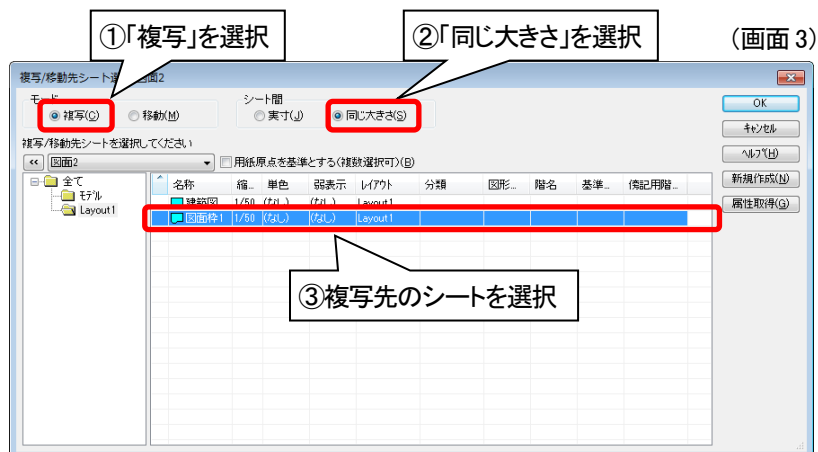 ①「複写」を選択
②「同じ大きさ」を選択
（画面 3）
複写/移動先シート選
図面2
モード
複写(C)
移動(M)
シート間
実寸(J)
同じ大きさ(S)
OK
キャンセル
ヘルプ(H)
新規作成(N)
属性取得(G)
複写/移動先シートを選択してください
<< 図面2
用紙原点を基準とする(複数選択可)(B)
全て
モデル
Layout1
名称 縮... 単色 弱表示 レイアウト 分類 図形... 階名 基準... 傍記用階...
建築図 1/50 (なし) (なし) Layout1
図面枠1 1/50 (なし) (なし) Layout1
③複写先のシートを選択